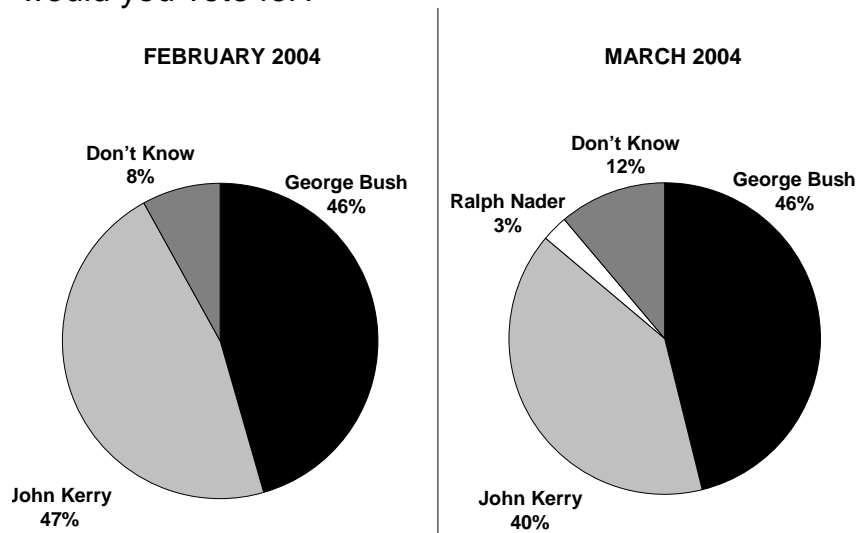 FEBRUARY 2004
Don't Know
8%
George Bush
46%
John Kerry
47%
MARCH 2004
Don't Know
12%
George Bush
46%
Ralph Nader
3%
John Kerry
40%